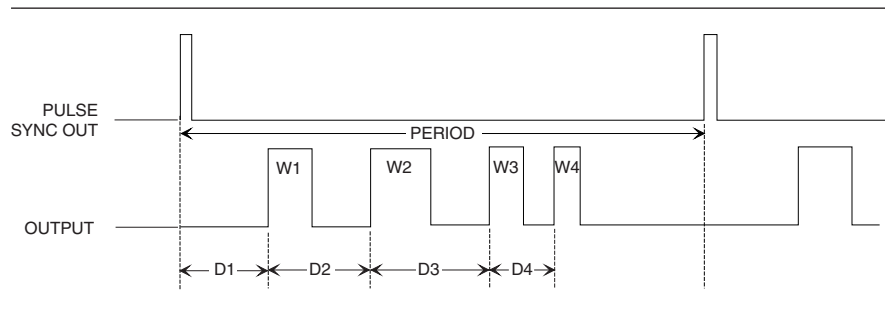 PULSE
SYNC OUT
PERIOD
W1
W2
W3
W4
OUTPUT
D1
D2
D3
D4